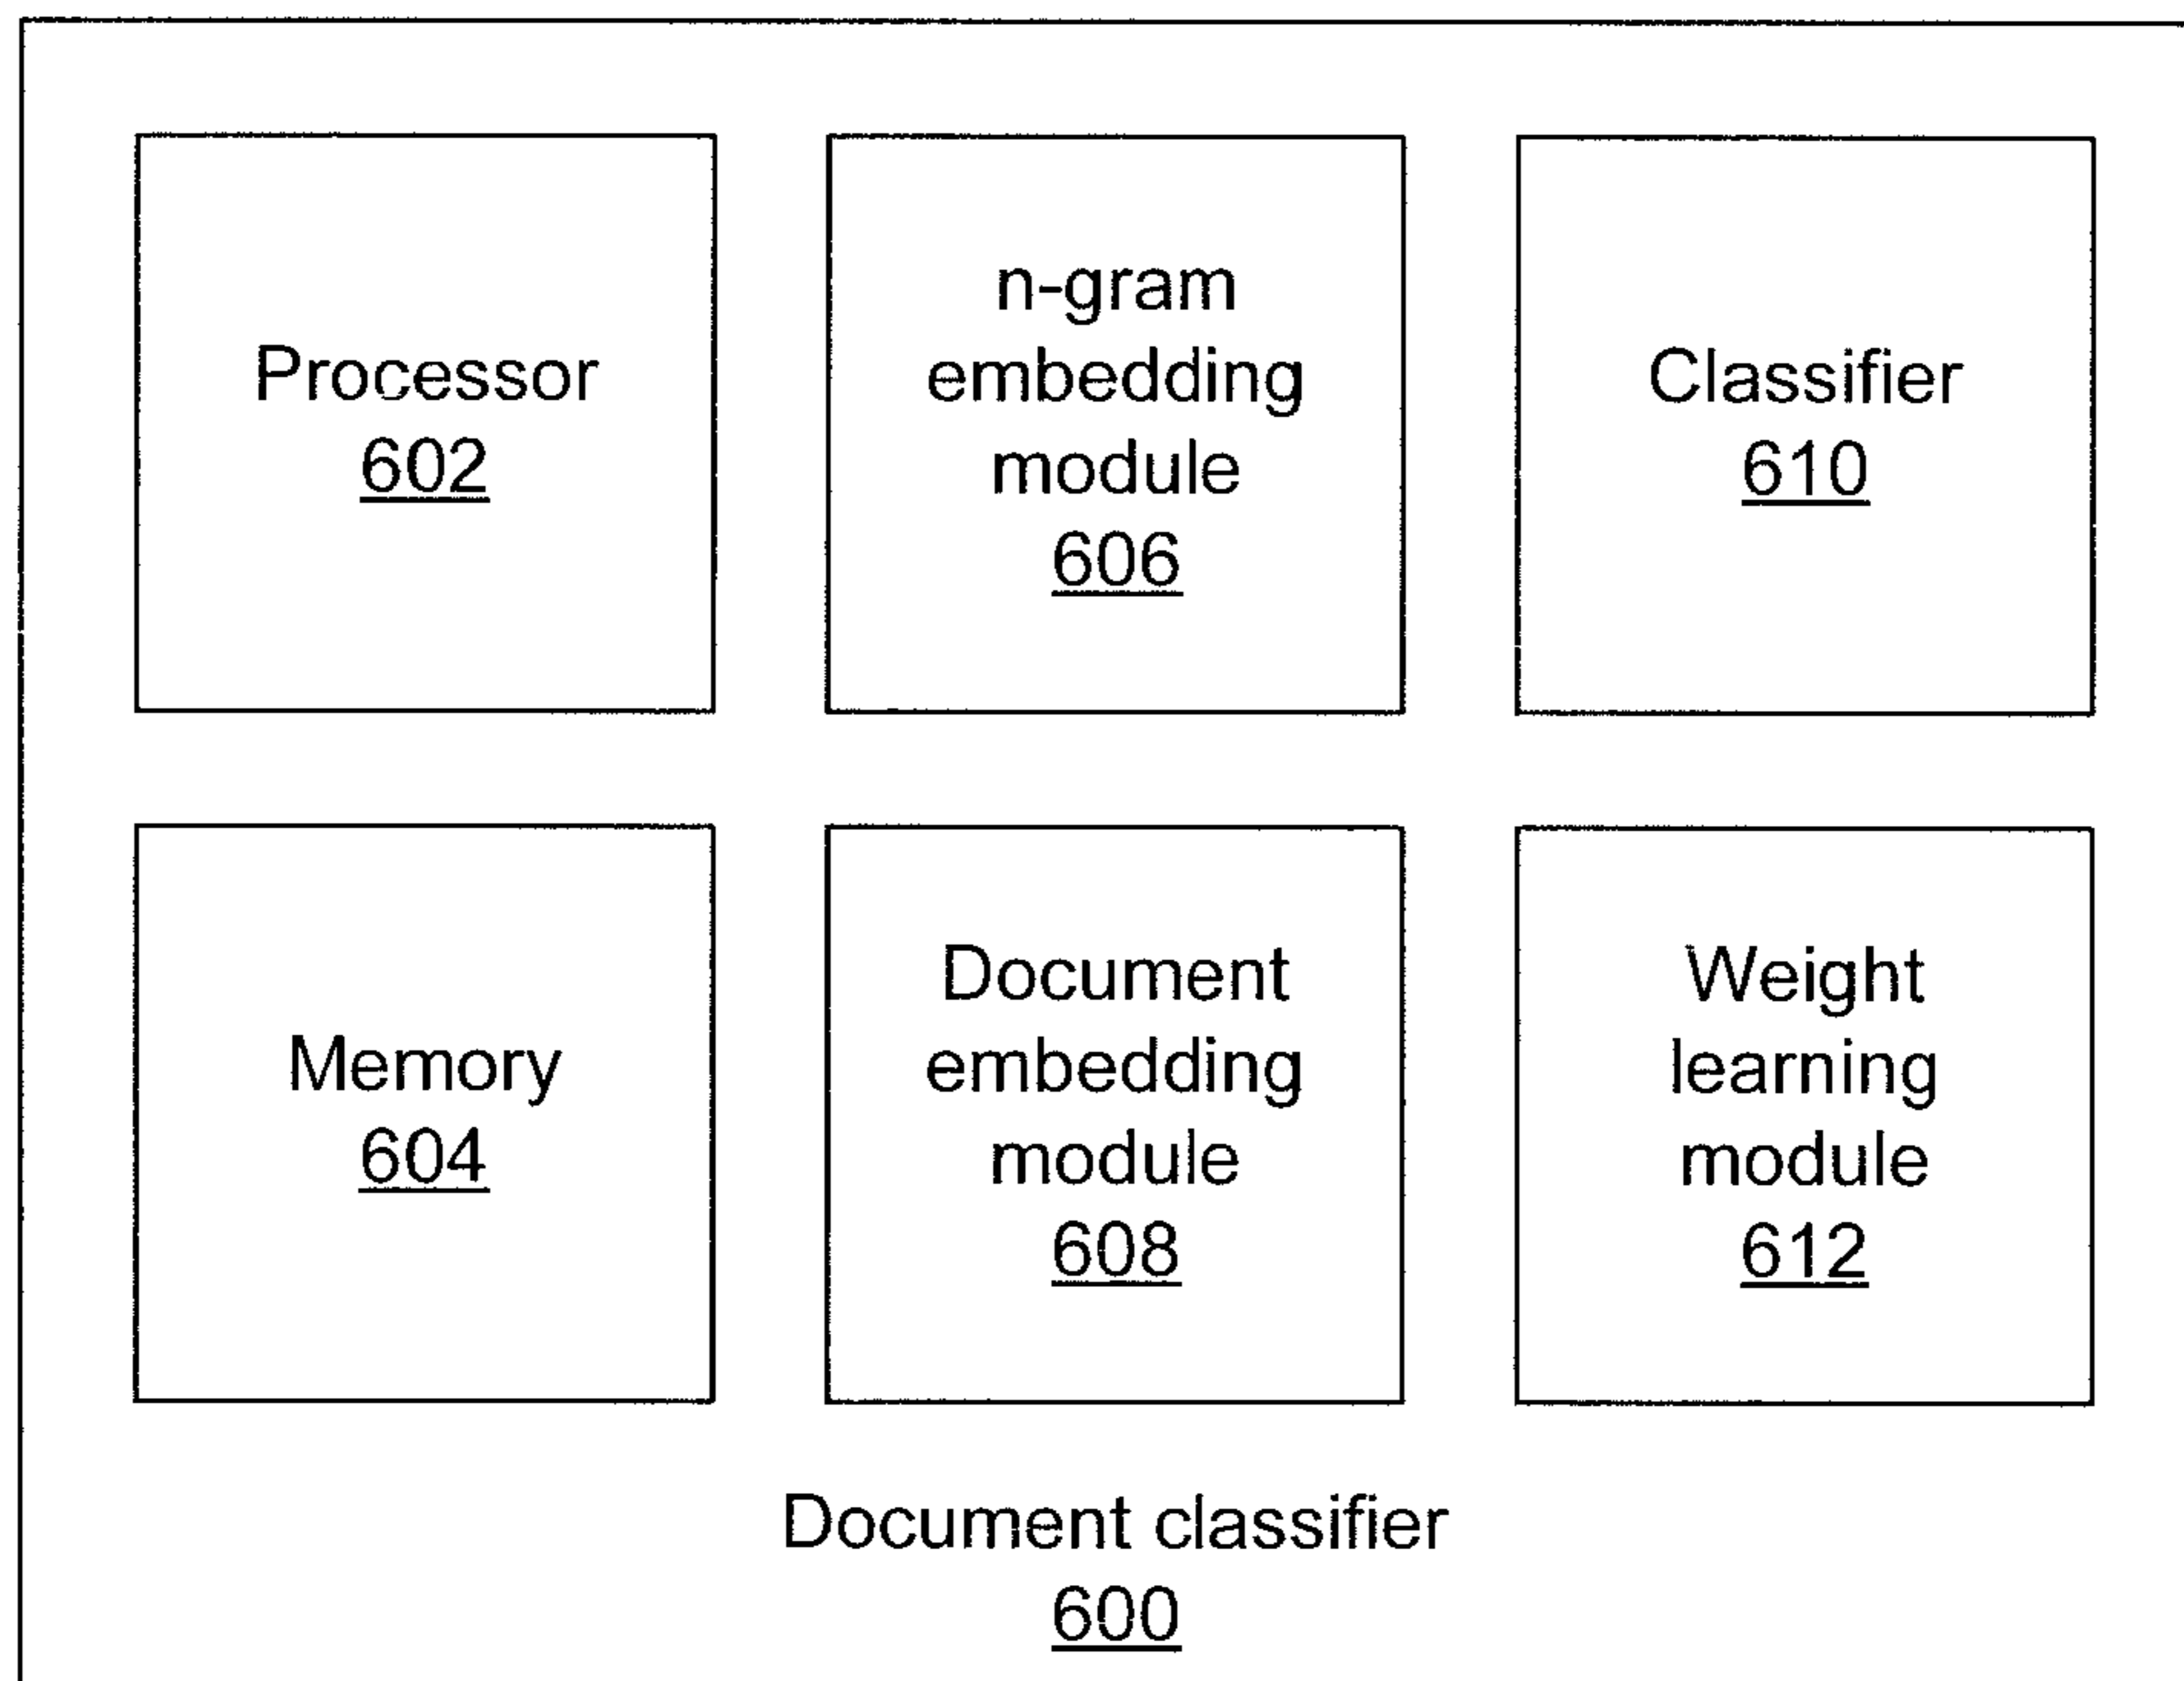 Processor
602
n-gram
embedding
module
606
Classifier
610
Memory
604
Document
embedding
module
608
Weight
learning
module
612
Document classifier
600